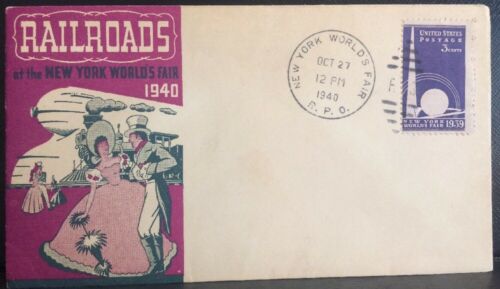 RAILROADS
at the NEW YORK WORLD'S FAIR
1940
NEW YORK WORLD'S FAIR
OCT 27
12 PM
1940
R. P. O.
UNITED STATES
POSTAGE
3 CENTS
NEW YORK
WORLD'S FAIR 1939